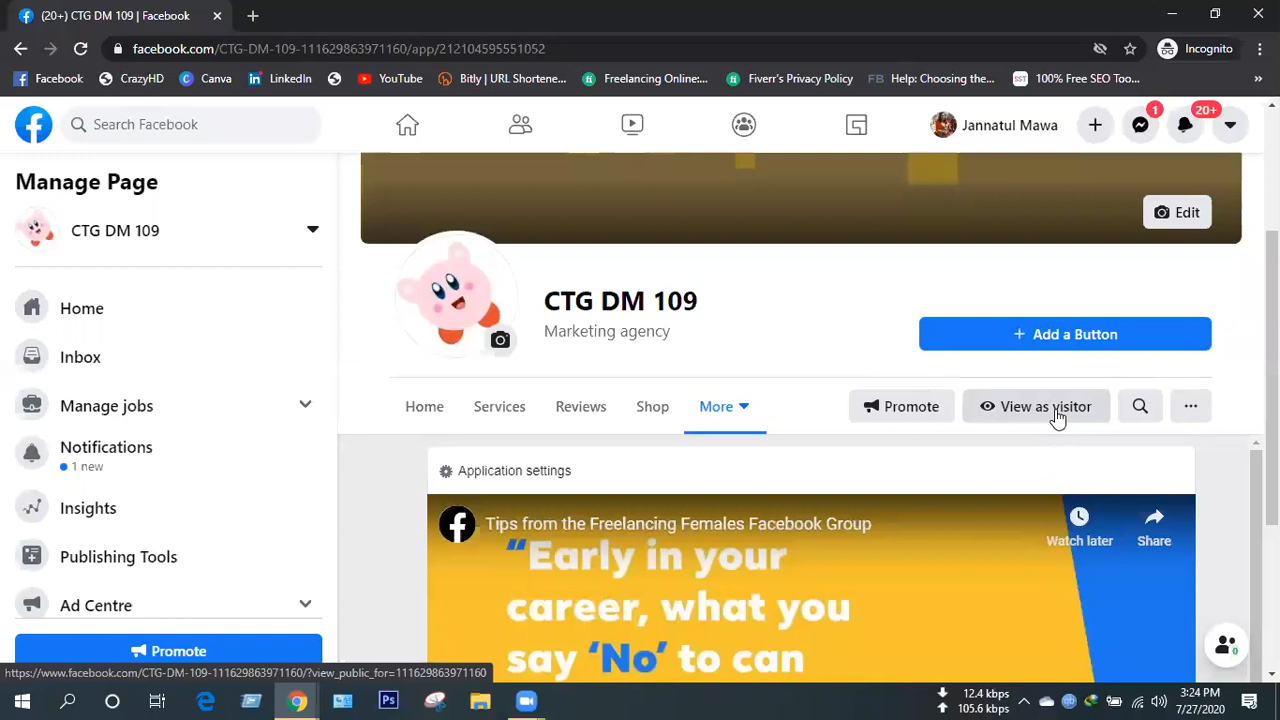 (20+) CTG DM 109 | Facebook
facebook.com/CTG-DM-109-111629863971160/app/212104595551052
Incognito
Facebook
CrazyHD
Canva
LinkedIn
YouTube
Bitly | URL Shortene...
Freelancing Online:...
Fiverr's Privacy Policy
FB Help: Choosing the...
SST 100% Free SEO Too...
Search Facebook
Jannatul Mawa
1
20+
Manage Page
CTG DM 109
Home
Inbox
Manage jobs
Notifications
1 new
Insights
Publishing Tools
Ad Centre
Promote
Edit
CTG DM 109
Marketing agency
+ Add a Button
Home
Services
Reviews
Shop
More
Promote
View as visitor
Application settings
Tips from the Freelancing Females Facebook Group
Watch later
Share
"Early in your
career, what you
say 'No' to can
https://www.facebook.com/CTG-DM-109-111629863971160/?view_public_for=111629863971160
Ps
12.4 kbps
105.6 kbps
3:24 PM
7/27/2020